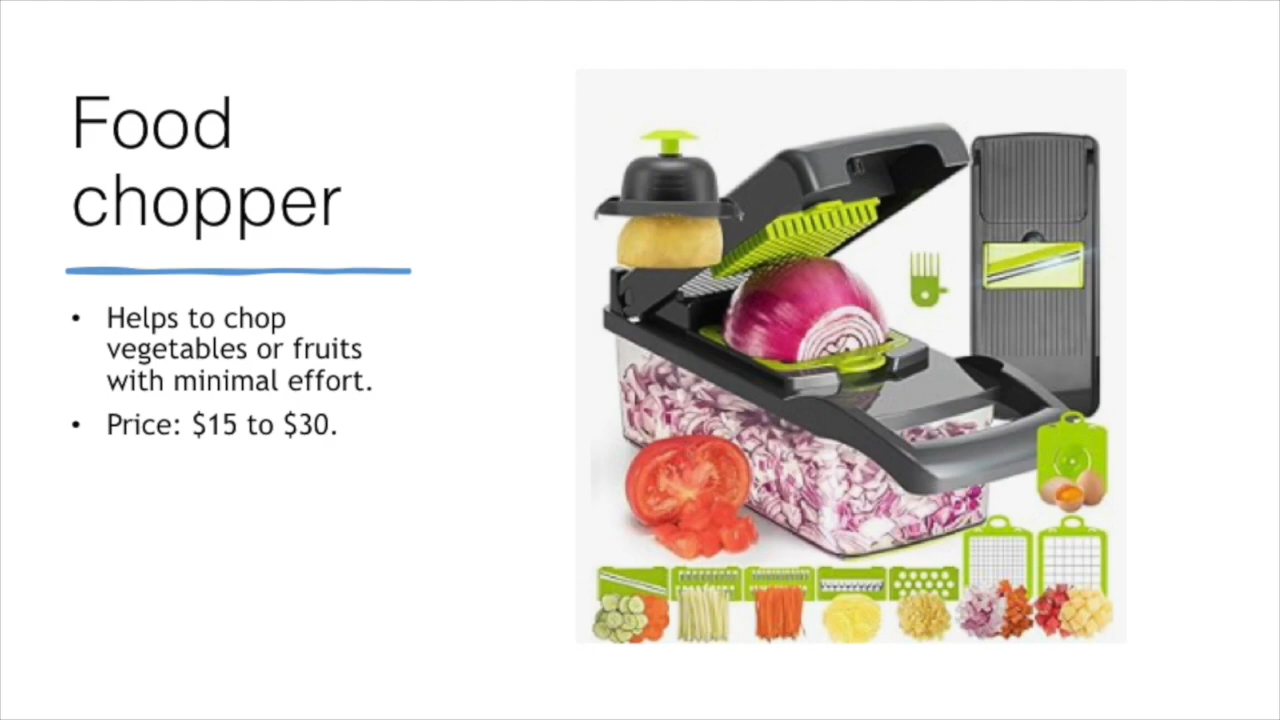 Food
chopper
• Helps to chop
vegetables or fruits
with minimal effort.
• Price: $15 to $30.